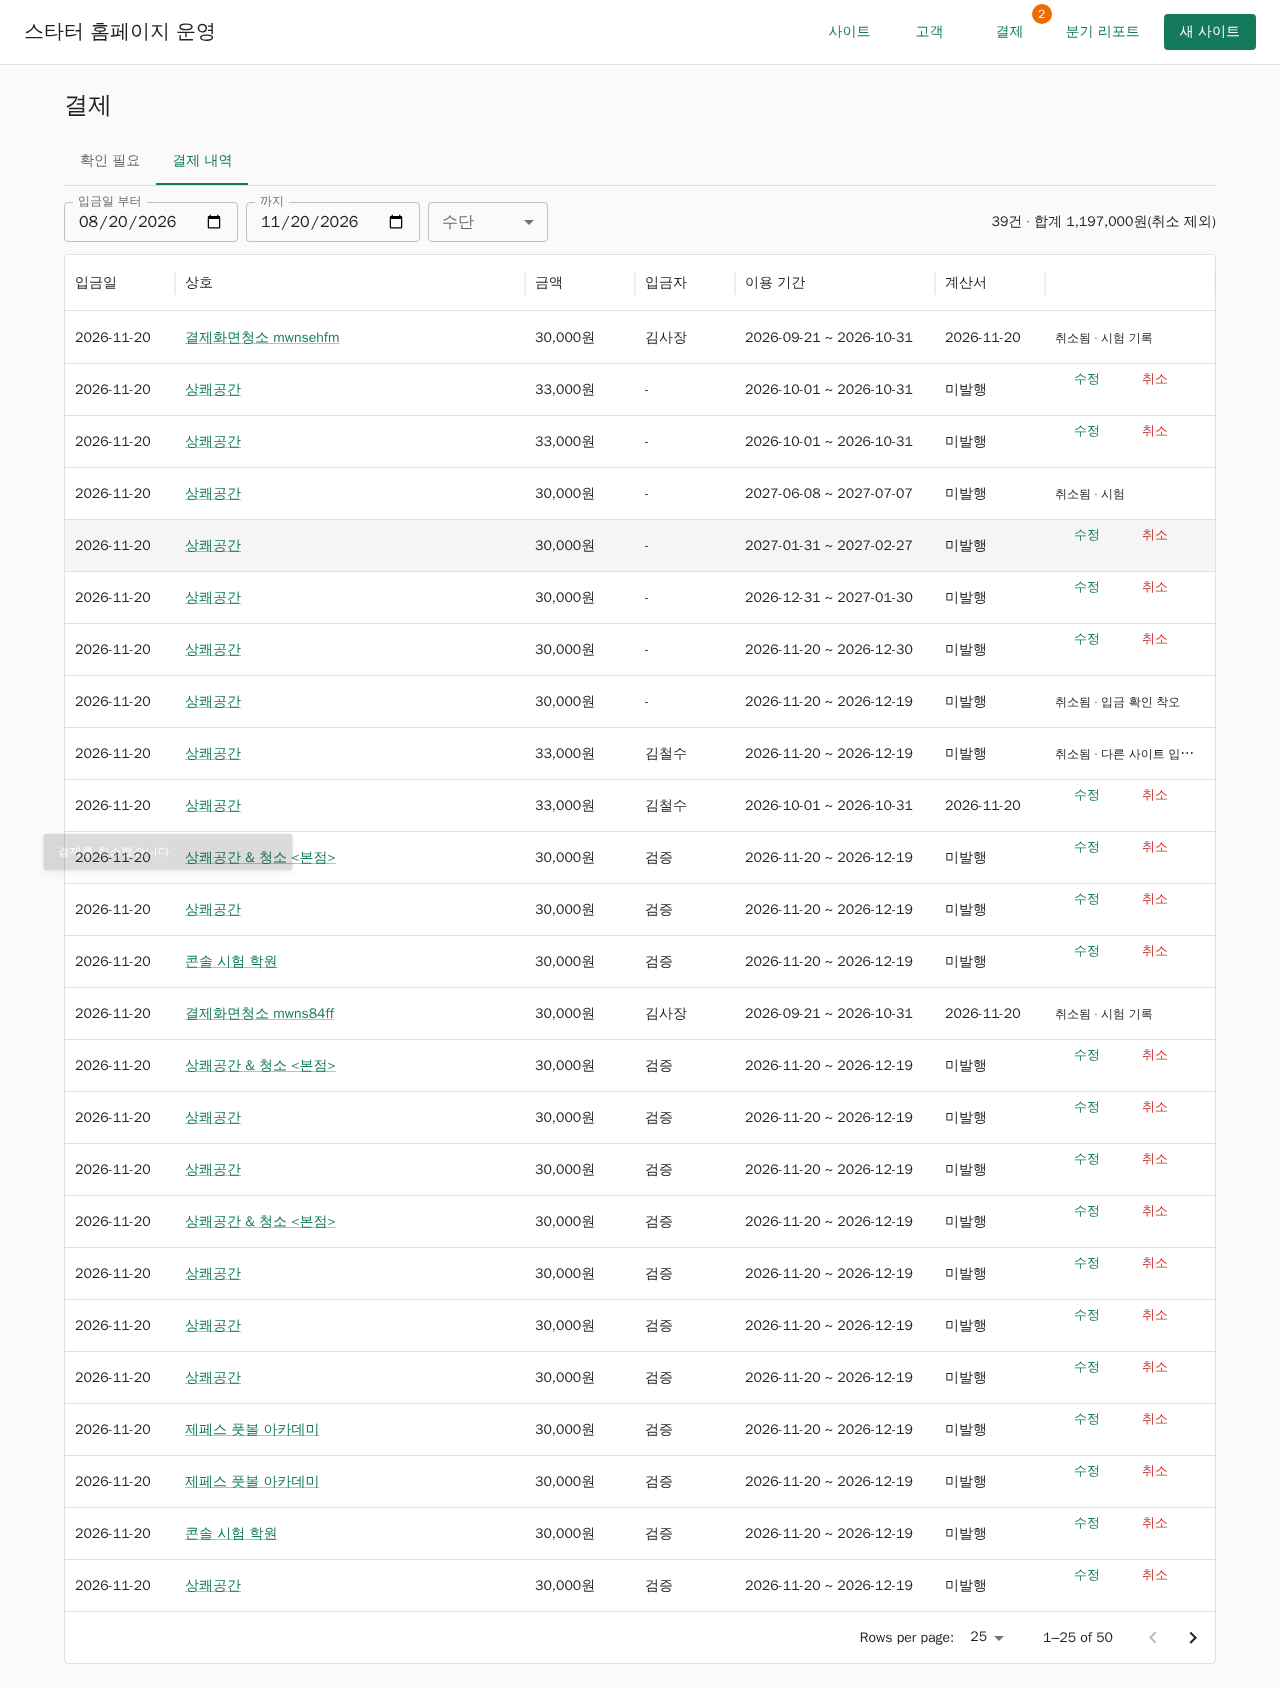 스타터 홈페이지 운영
사이트 고객 결제 2 분기 리포트 새 사이트
결제
확인 필요 결제 내역
입금일 부터 까지
08/20/2026 11/20/2026 수단 39건 · 합계 1,197,000원(취소 제외)
입금일 상호 금액 입금자 이용 기간 계산서
2026-11-20 결제화면청소 mwnsehfm 30,000원 김사장 2026-09-21 ~ 2026-10-31 2026-11-20 취소됨 · 시험 기록
2026-11-20 상쾌공간 33,000원 - 2026-10-01 ~ 2026-10-31 미발행 수정 취소
2026-11-20 상쾌공간 33,000원 - 2026-10-01 ~ 2026-10-31 미발행 수정 취소
2026-11-20 상쾌공간 30,000원 - 2027-06-08 ~ 2027-07-07 미발행 취소됨 · 시험
2026-11-20 상쾌공간 30,000원 - 2027-01-31 ~ 2027-02-27 미발행 수정 취소
2026-11-20 상쾌공간 30,000원 - 2026-12-31 ~ 2027-01-30 미발행 수정 취소
2026-11-20 상쾌공간 30,000원 - 2026-11-20 ~ 2026-12-30 미발행 수정 취소
2026-11-20 상쾌공간 30,000원 - 2026-11-20 ~ 2026-12-19 미발행 취소됨 · 입금 확인 착오
2026-11-20 상쾌공간 33,000원 김철수 2026-11-20 ~ 2026-12-19 미발행 취소됨 · 다른 사이트 입…
2026-11-20 상쾌공간 33,000원 김철수 2026-10-01 ~ 2026-10-31 2026-11-20 수정 취소
2026-11-20 상쾌공간 & 청소 <본점> 30,000원 검증 2026-11-20 ~ 2026-12-19 미발행 수정 취소
2026-11-20 상쾌공간 30,000원 검증 2026-11-20 ~ 2026-12-19 미발행 수정 취소
2026-11-20 콘솔 시험 학원 30,000원 검증 2026-11-20 ~ 2026-12-19 미발행 수정 취소
2026-11-20 결제화면청소 mwns84ff 30,000원 김사장 2026-09-21 ~ 2026-10-31 2026-11-20 취소됨 · 시험 기록
2026-11-20 상쾌공간 & 청소 <본점> 30,000원 검증 2026-11-20 ~ 2026-12-19 미발행 수정 취소
2026-11-20 상쾌공간 30,000원 검증 2026-11-20 ~ 2026-12-19 미발행 수정 취소
2026-11-20 상쾌공간 30,000원 검증 2026-11-20 ~ 2026-12-19 미발행 수정 취소
2026-11-20 상쾌공간 & 청소 <본점> 30,000원 검증 2026-11-20 ~ 2026-12-19 미발행 수정 취소
2026-11-20 상쾌공간 30,000원 검증 2026-11-20 ~ 2026-12-19 미발행 수정 취소
2026-11-20 상쾌공간 30,000원 검증 2026-11-20 ~ 2026-12-19 미발행 수정 취소
2026-11-20 상쾌공간 30,000원 검증 2026-11-20 ~ 2026-12-19 미발행 수정 취소
2026-11-20 제페스 풋볼 아카데미 30,000원 검증 2026-11-20 ~ 2026-12-19 미발행 수정 취소
2026-11-20 제페스 풋볼 아카데미 30,000원 검증 2026-11-20 ~ 2026-12-19 미발행 수정 취소
2026-11-20 콘솔 시험 학원 30,000원 검증 2026-11-20 ~ 2026-12-19 미발행 수정 취소
2026-11-20 상쾌공간 30,000원 검증 2026-11-20 ~ 2026-12-19 미발행 수정 취소
Rows per page: 25 1–25 of 50